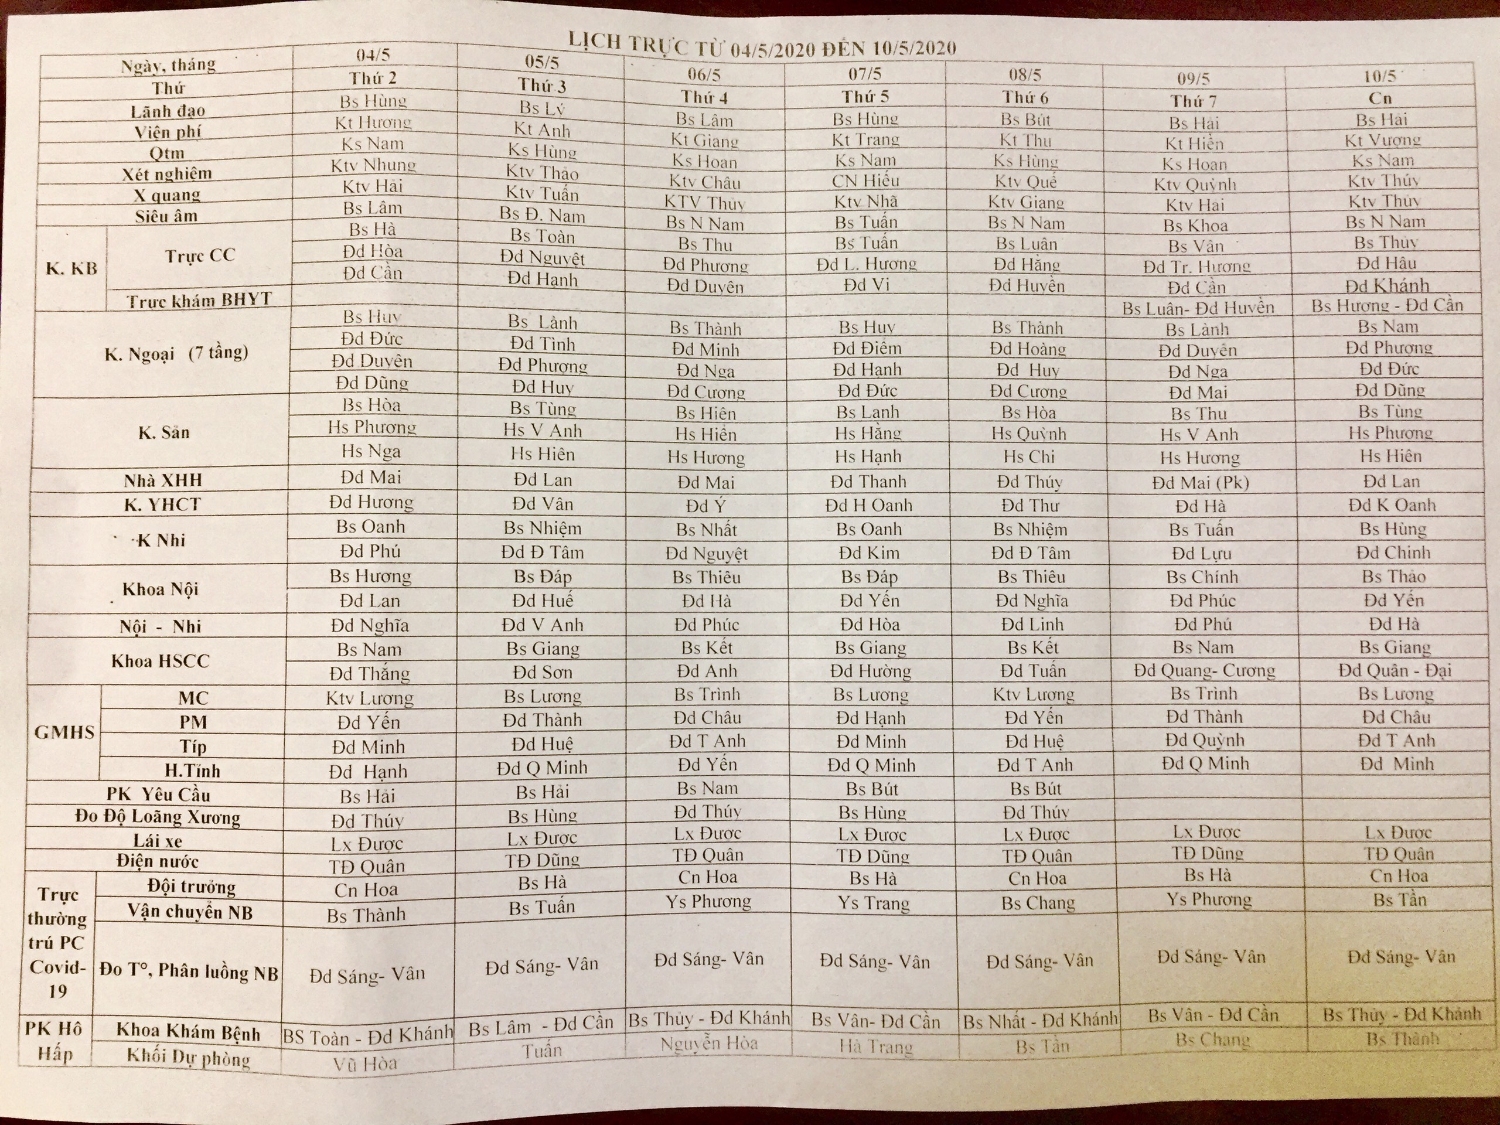 LỊCH TRỰC TỪ 04/5/2020 ĐẾN 10/5/2020
Ngày, tháng 04/5 05/5 06/5 07/5 08/5 09/5 10/5
Thứ Thứ 2 Thứ 3 Thứ 4 Thứ 5 Thứ 6 Thứ 7 Cn
Lãnh đạo Bs Hùng Bs Lý Bs Lâm Bs Hùng Bs Bút Bs Hải Bs Hải
Viện phí Kt Hương Kt Anh Kt Giang Kt Trang Kt Thu Kt Hiền Kt Vương
Qtm Ks Nam Ks Hùng Ks Hoan Ks Nam Ks Hùng Ks Hoan Ks Nam
Xét nghiệm Ktv Nhung Ktv Thảo Ktv Châu CN Hiếu Ktv Quế Ktv Quỳnh Ktv Thúy
X quang Ktv Hải Ktv Tuấn KTV Thủy Ktv Nhã Ktv Giang Ktv Hải Ktv Thủy
Siêu âm Bs Lâm Bs Đ. Nam Bs N Nam Bs Tuấn Bs N Nam Bs Khoa Bs N Nam
K. KB Trực CC Bs Hà Bs Toàn Bs Thu Bs Tuấn Bs Luân Bs Vân Bs Thủy
Đd Hòa Đd Nguyệt Đd Phương Đd L. Hương Đd Hằng Đd Tr. Hương Đd Hậu
Đd Cần Đd Hạnh Đd Duyên Đd Vi Đd Huyền Đd Cần Đd Khánh
Trực khám BHYT Bs Luân- Đd Huyền Bs Hương - Đd Cần
K. Ngoại (7 tầng) Bs Huy Bs Lành Bs Thành Bs Huy Bs Thành Bs Lành Bs Nam
Đd Đức Đd Tình Đd Minh Đd Điểm Đd Hoàng Đd Duyên Đd Phượng
Đd Duyên Đd Phượng Đd Nga Đd Hạnh Đd Huy Đd Nga Đd Đức
Đd Dũng Đd Huy Đd Cương Đd Đức Đd Cương Đd Mai Đd Dũng
K. Sản Bs Hòa Bs Tùng Bs Hiên Bs Lanh Bs Hòa Bs Thu Bs Tùng
Hs Phương Hs V Anh Hs Hiên Hs Hằng Hs Quỳnh Hs V Anh Hs Phương
Hs Nga Hs Hiên Hs Hương Hs Hạnh Hs Chi Hs Hương Hs Hiên
Nhà XHH Đd Mai Đd Lan Đd Mai Đd Thanh Đd Thúy Đd Mai (Pk) Đd Lan
K. YHCT Đd Hương Đd Vân Đd Ý Đd H Oanh Đd Thư Đd Hà Đd K Oanh
K Nhi Bs Oanh Bs Nhiệm Bs Nhất Bs Oanh Bs Nhiệm Bs Tuấn Bs Hùng
Đd Phú Đd Đ Tâm Đd Nguyệt Đd Kim Đd Đ Tâm Đd Lựu Đd Chinh
Khoa Nội Bs Hương Bs Đáp Bs Thiêu Bs Đáp Bs Thiêu Bs Chinh Bs Thảo
Đd Lan Đd Huế Đd Hà Đd Yến Đd Nghĩa Đd Phúc Đd Yến
Nội - Nhi Đd Nghĩa Đd V Anh Đd Phúc Đd Hòa Đd Linh Đd Phú Đd Hà
Khoa HSCC Bs Nam Bs Giang Bs Kết Bs Giang Bs Kết Bs Nam Bs Giang
Đd Thắng Đd Sơn Đd Anh Đd Hường Đd Tuấn Đd Quang- Cương Đd Quân - Đại
GMHS MC Ktv Lương Bs Lương Bs Trinh Bs Lương Ktv Lương Bs Trinh Bs Lương
PM Đd Yến Đd Thành Đd Châu Đd Hạnh Đd Yến Đd Thành Đd Châu
Típ Đd Minh Đd Huệ Đd T Anh Đd Minh Đd Huệ Đd Quỳnh Đd T Anh
H.Tỉnh Đd Hạnh Đd Q Minh Đd Yến Đd Q Minh Đd T Anh Đd Q Minh Đd Minh
PK Yêu Cầu Bs Hải Bs Hải Bs Nam Bs Bút Bs Bút
Đo Độ Loãng Xương Đd Thúy Bs Hùng Đd Thúy Bs Hùng Đd Thúy
Lái xe Lx Được Lx Được Lx Được Lx Được Lx Được Lx Được Lx Được
Điện nước TĐ Quân TĐ Dũng TĐ Quân TĐ Dũng TĐ Quân TĐ Dũng TĐ Quân
Trực thường trú PC Covid-19 Đội trưởng Cn Hoa Bs Hà Cn Hoa Bs Hà Cn Hoa Bs Hà Cn Hoa
Vận chuyển NB Bs Thành Bs Tuấn Ys Phương Ys Trang Bs Chang Ys Phương Bs Tân
Đo T°, Phân luồng NB Đd Sáng- Vân Đd Sáng- Vân Đd Sáng- Vân Đd Sáng- Vân Đd Sáng- Vân Đd Sáng- Vân Đd Sáng- Vân
PK Hô Hấp Khoa Khám Bệnh BS Toàn - Đd Khánh Bs Lâm - Đd Cần Bs Thủy - Đd Khánh Bs Vân- Đd Cần Bs Nhất - Đd Khánh Bs Vân - Đd Cần Bs Thủy - Đd Khánh
Khối Dự phòng Vũ Hòa Tuấn Nguyễn Hòa Hà Trang Bs Tân Bs Chang Bs Thành